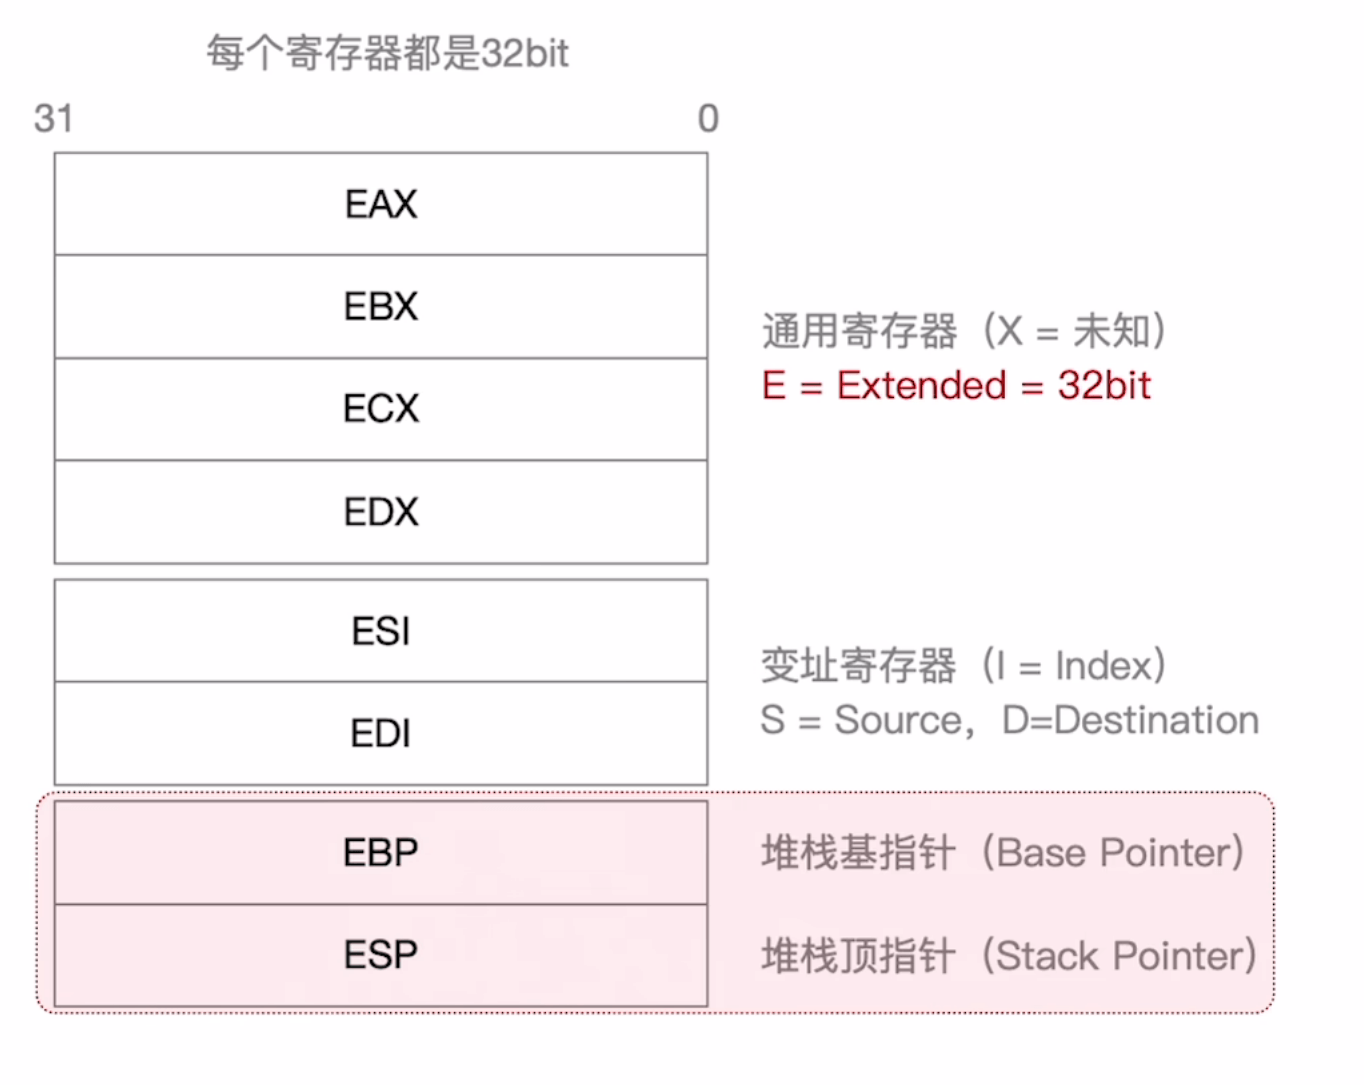 每个寄存器都是32bit
31 0
EAX
EBX
通用寄存器（X = 未知）
E = Extended = 32bit
ECX
EDX
ESI
变址寄存器（I = Index）
S = Source，D=Destination
EDI
EBP 堆栈基指针（Base Pointer）
ESP 堆栈顶指针（Stack Pointer）